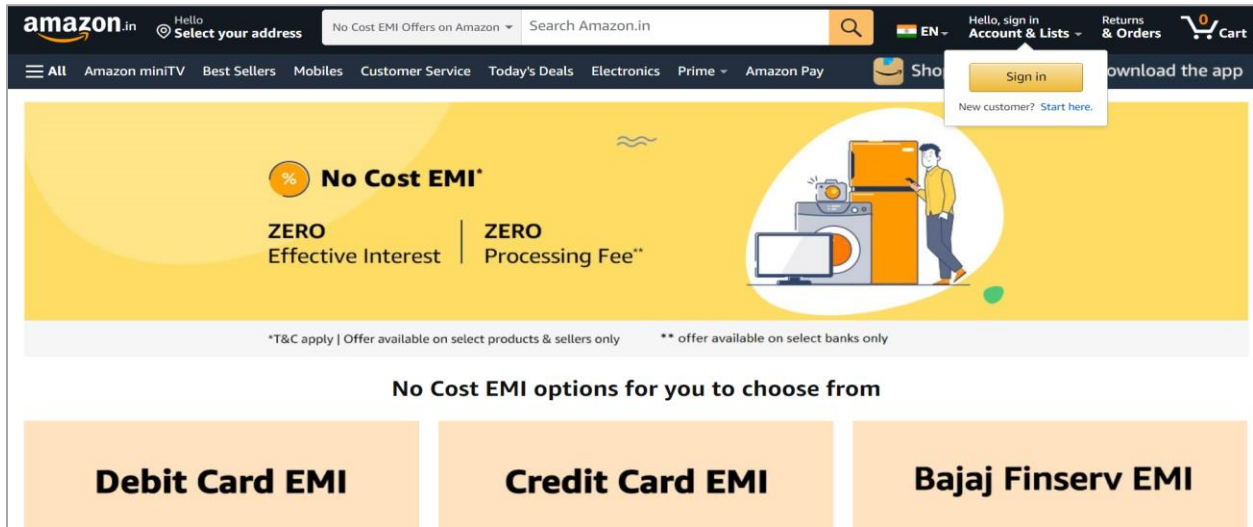 amazon.in
Hello
Select your address
No Cost EMI Offers on Amazon
Search Amazon.in
EN
Hello, sign in
Account & Lists
Returns
& Orders
0
Cart
All Amazon miniTV Best Sellers Mobiles Customer Service Today's Deals Electronics Prime Amazon Pay
Sign in
New customer? Start here.
the app
% No Cost EMI*
ZERO
Effective Interest
ZERO
Processing Fee**
*T&C apply | Offer available on select products & sellers only ** offer available on select banks only
No Cost EMI options for you to choose from
Debit Card EMI
Credit Card EMI
Bajaj Finserv EMI